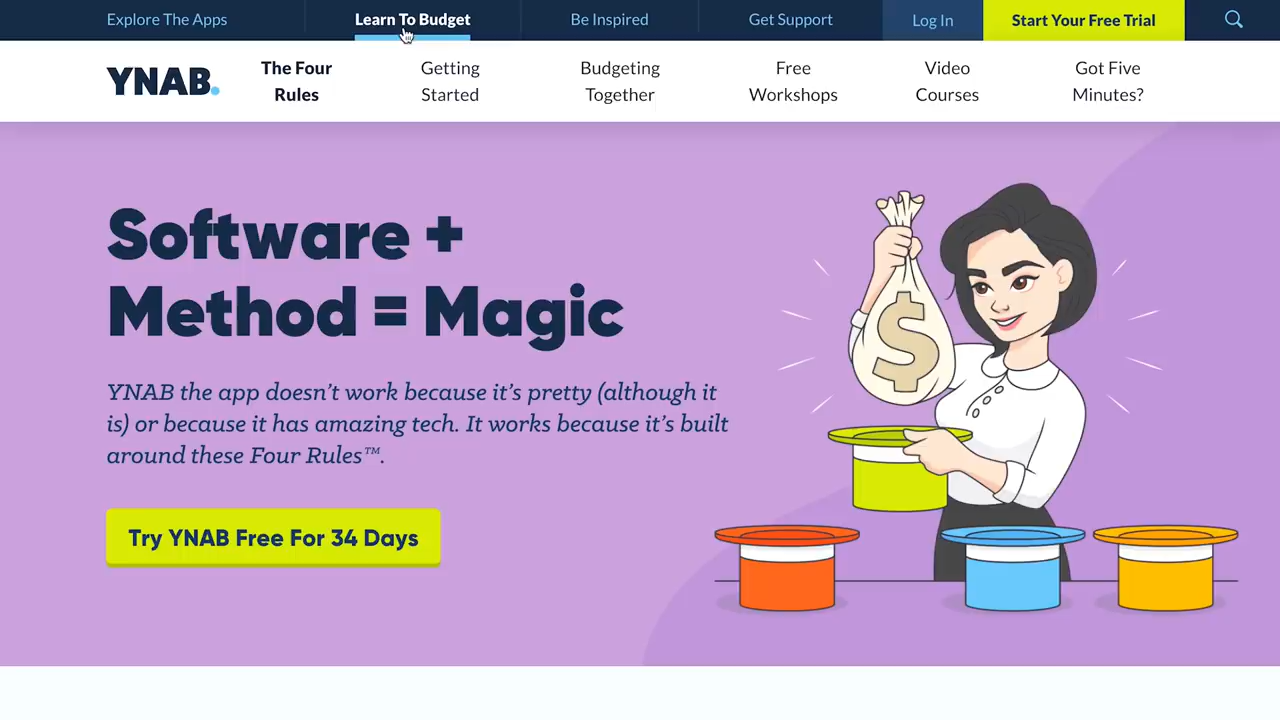 Explore The Apps
Learn To Budget
Be Inspired
Get Support
Log In
Start Your Free Trial
YNAB.
The Four
Rules
Getting
Started
Budgeting
Together
Free
Workshops
Video
Courses
Got Five
Minutes?
Software +
Method = Magic
YNAB the app doesn't work because it's pretty (although it
is) or because it has amazing tech. It works because it's built
around these Four Rules™.
Try YNAB Free For 34 Days
$